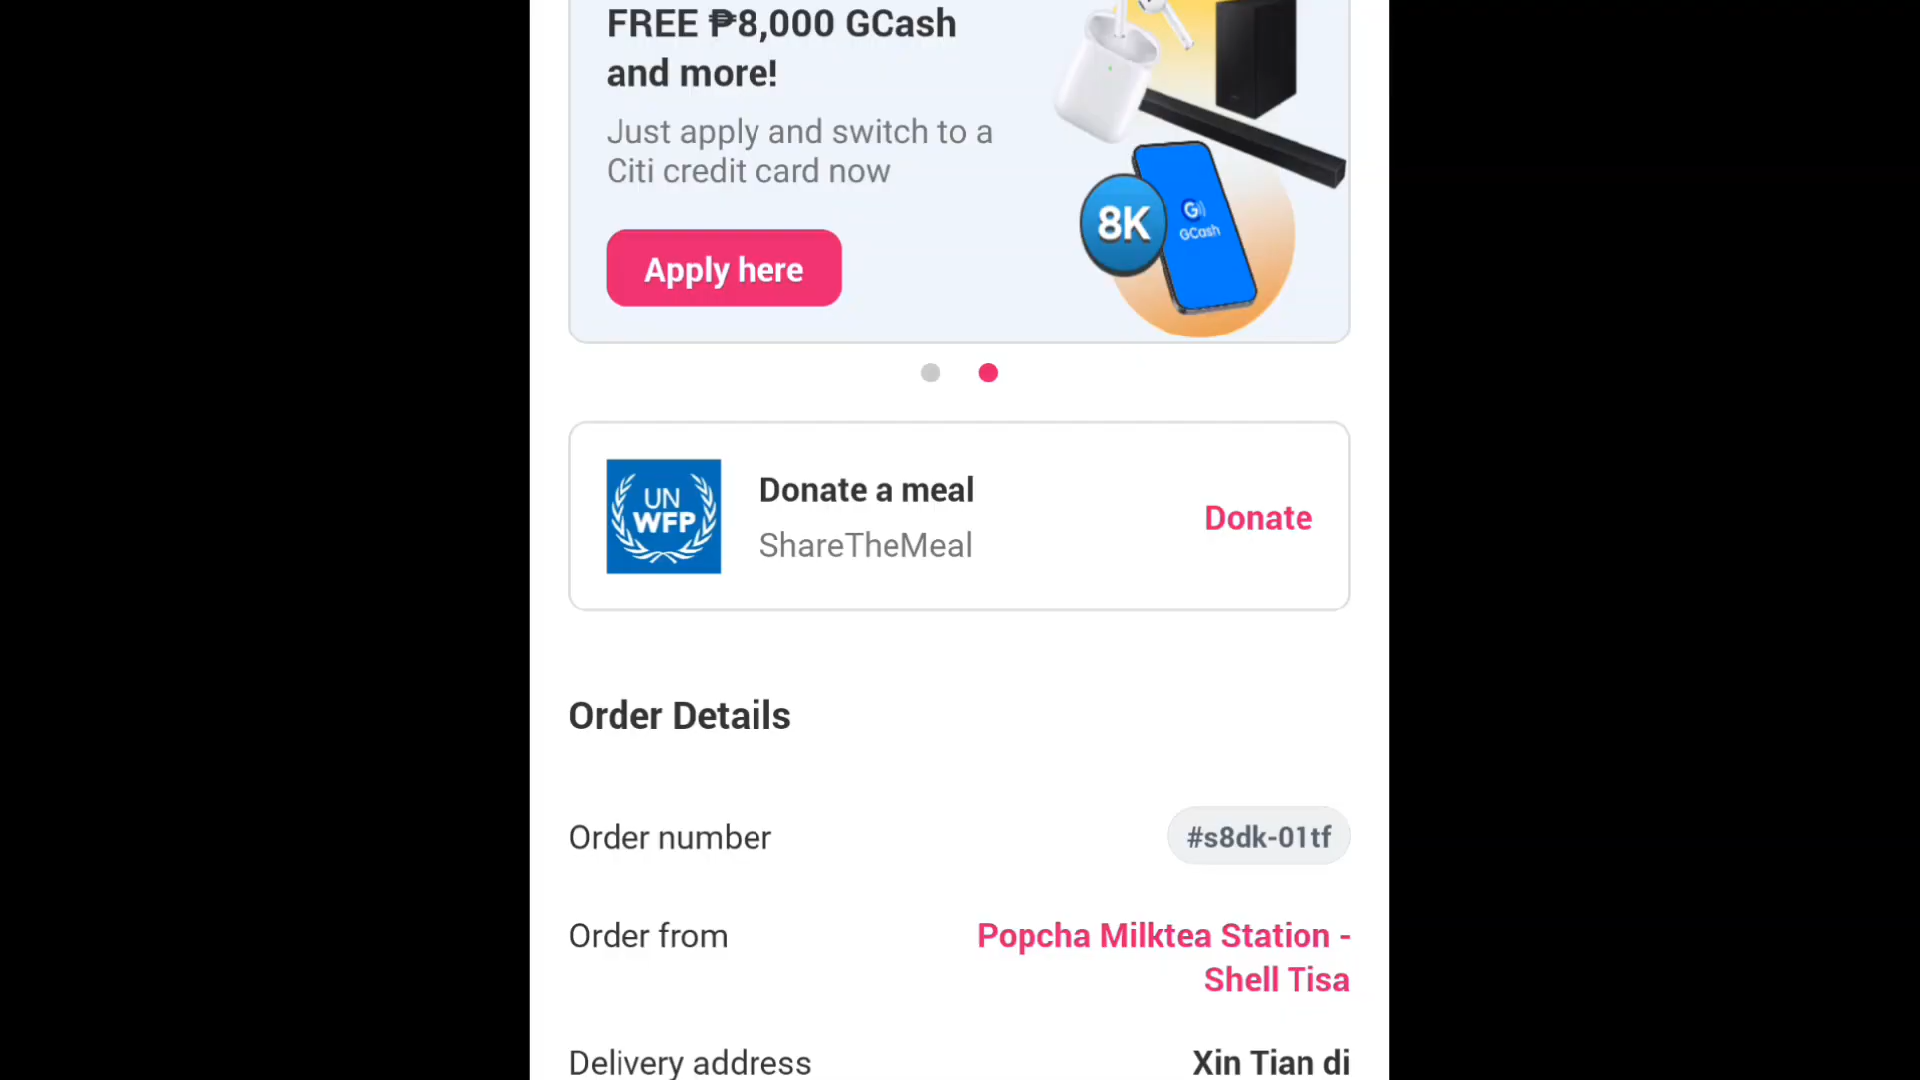 FREE ₱8,000 GCash
and more!
Just apply and switch to a
Citi credit card now
8K
G
GCash
Apply here
UN
WFP
Donate a meal
ShareTheMeal
Donate
Order Details
Order number
#s8dk-01tf
Order from
Popcha Milktea Station -
Shell Tisa
Delivery address
Xin Tian di